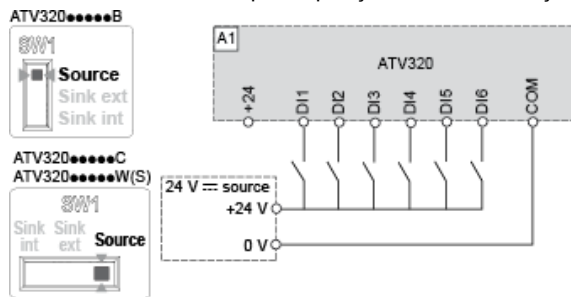 ATV320●●●●●B
SW1
Source
Sink ext
Sink int
ATV320●●●●●C
ATV320●●●●●W(S)
SW1
Sink int
Sink ext
Source
A1
ATV320
+24
DI1
DI2
DI3
DI4
DI5
DI6
COM
24 V ⎓ source
+24 V
0 V